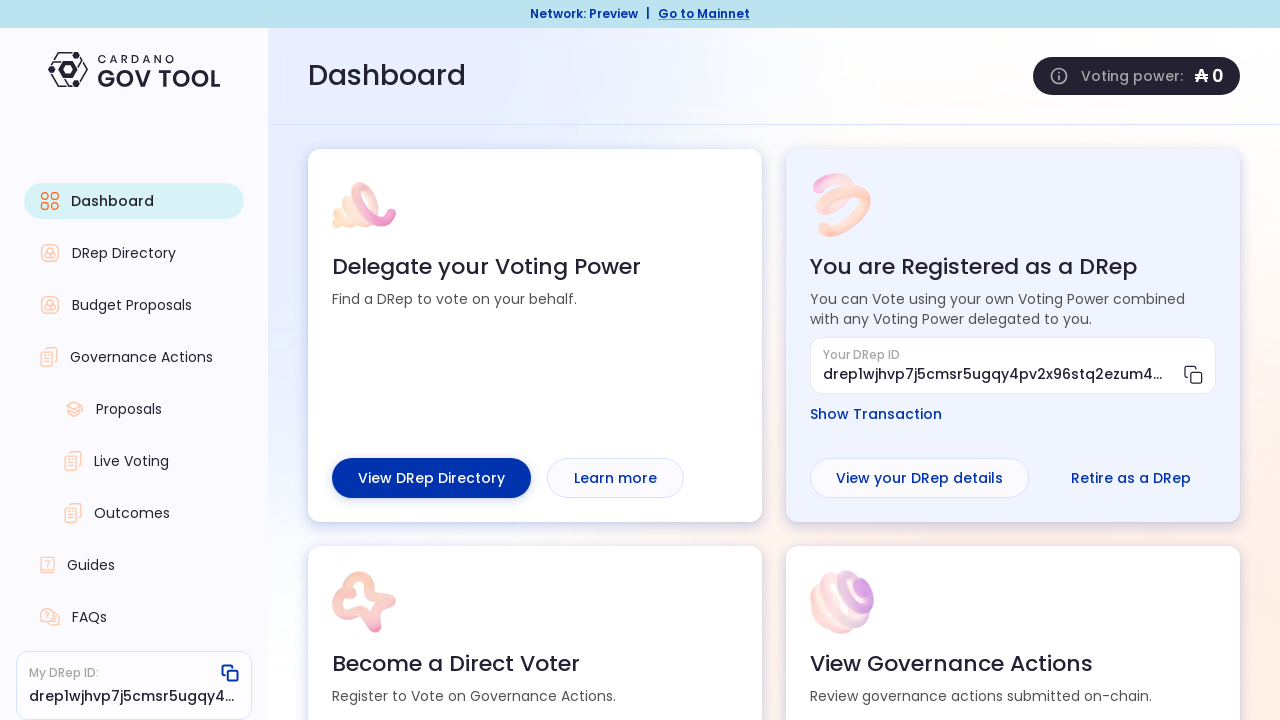 Network: Preview | Go to Mainnet
CARDANO
GOV TOOL
Dashboard
DRep Directory
Budget Proposals
Governance Actions
Proposals
Live Voting
Outcomes
Guides
FAQs
My DRep ID:
drep1wjhvp7j5cmsr5ugqy4...
Dashboard
Voting power: ₳ 0
Delegate your Voting Power
Find a DRep to vote on your behalf.
View DRep Directory
Learn more
You are Registered as a DRep
You can Vote using your own Voting Power combined
with any Voting Power delegated to you.
Your DRep ID
drep1wjhvp7j5cmsr5ugqy4pv2x96stq2ezum4...
Show Transaction
View your DRep details
Retire as a DRep
Become a Direct Voter
Register to Vote on Governance Actions.
View Governance Actions
Review governance actions submitted on-chain.